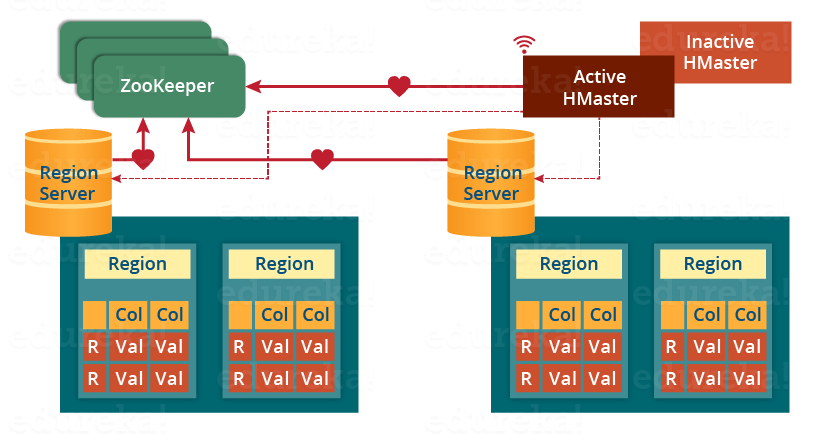 ZooKeeper
Active
HMaster
Inactive
HMaster
Region
Server
Region
Server
Region
Col Col
R Val Val
R Val Val
Region
Col Col
R Val Val
R Val Val
Region
Col Col
R Val Val
R Val Val
Region
Col Col
R Val Val
R Val Val
edureka!